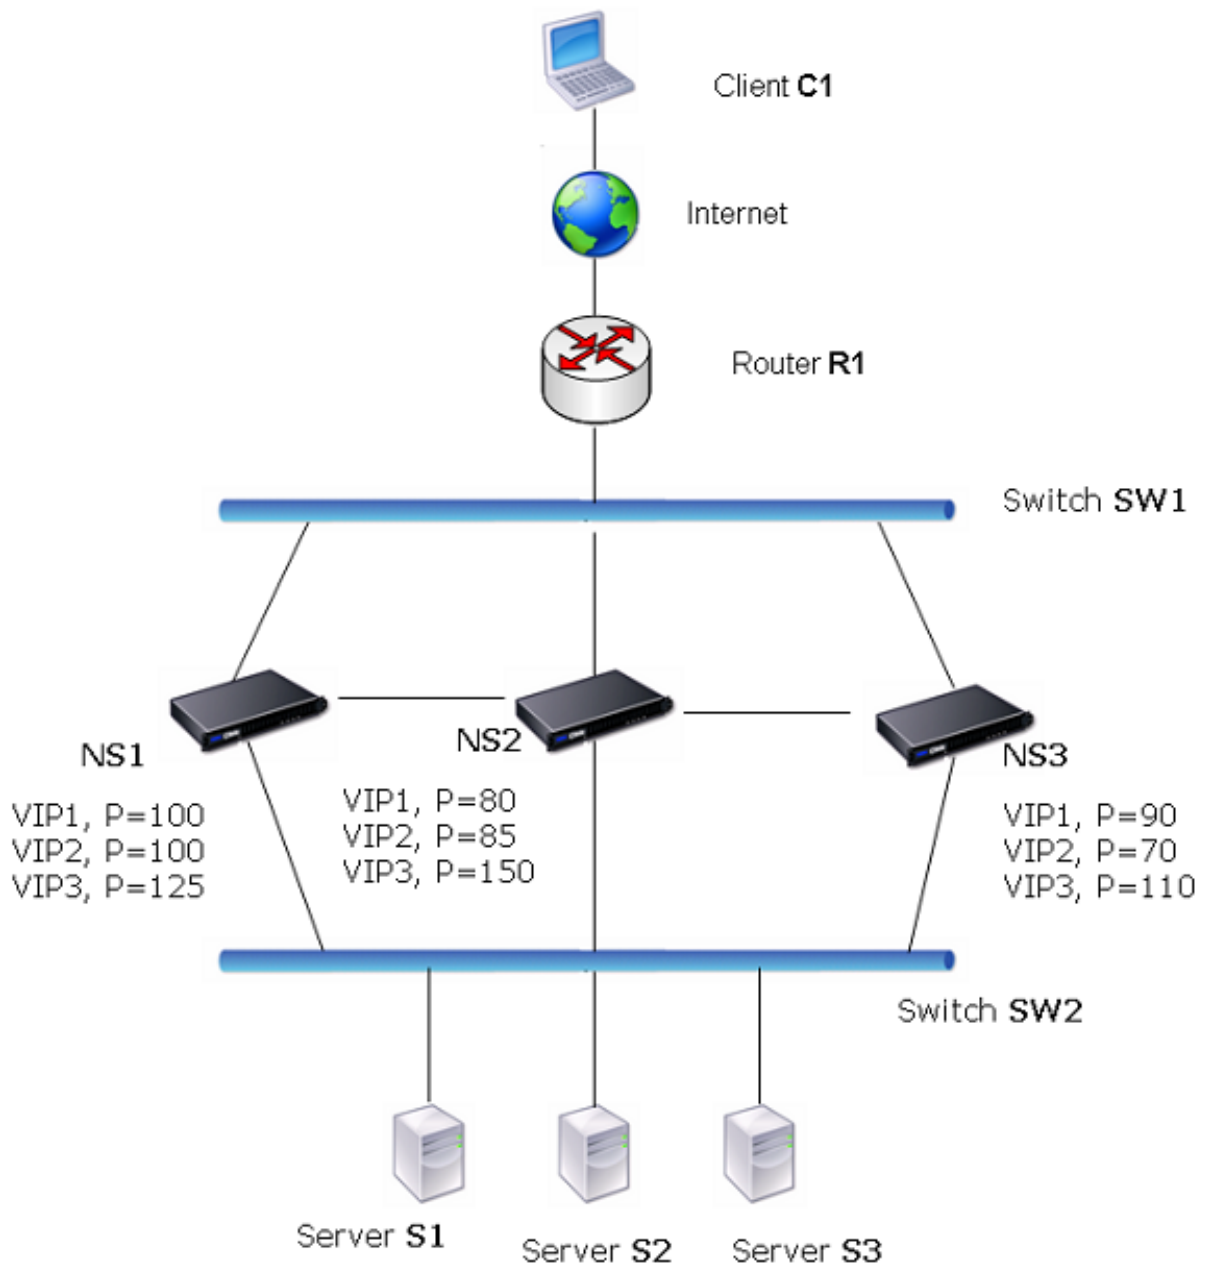 Client C1
Internet
Router R1
Switch SW1
NS1
VIP1, P=100
VIP2, P=100
VIP3, P=125
NS2
VIP1, P=80
VIP2, P=85
VIP3, P=150
NS3
VIP1, P=90
VIP2, P=70
VIP3, P=110
Switch SW2
Server S1
Server S2
Server S3